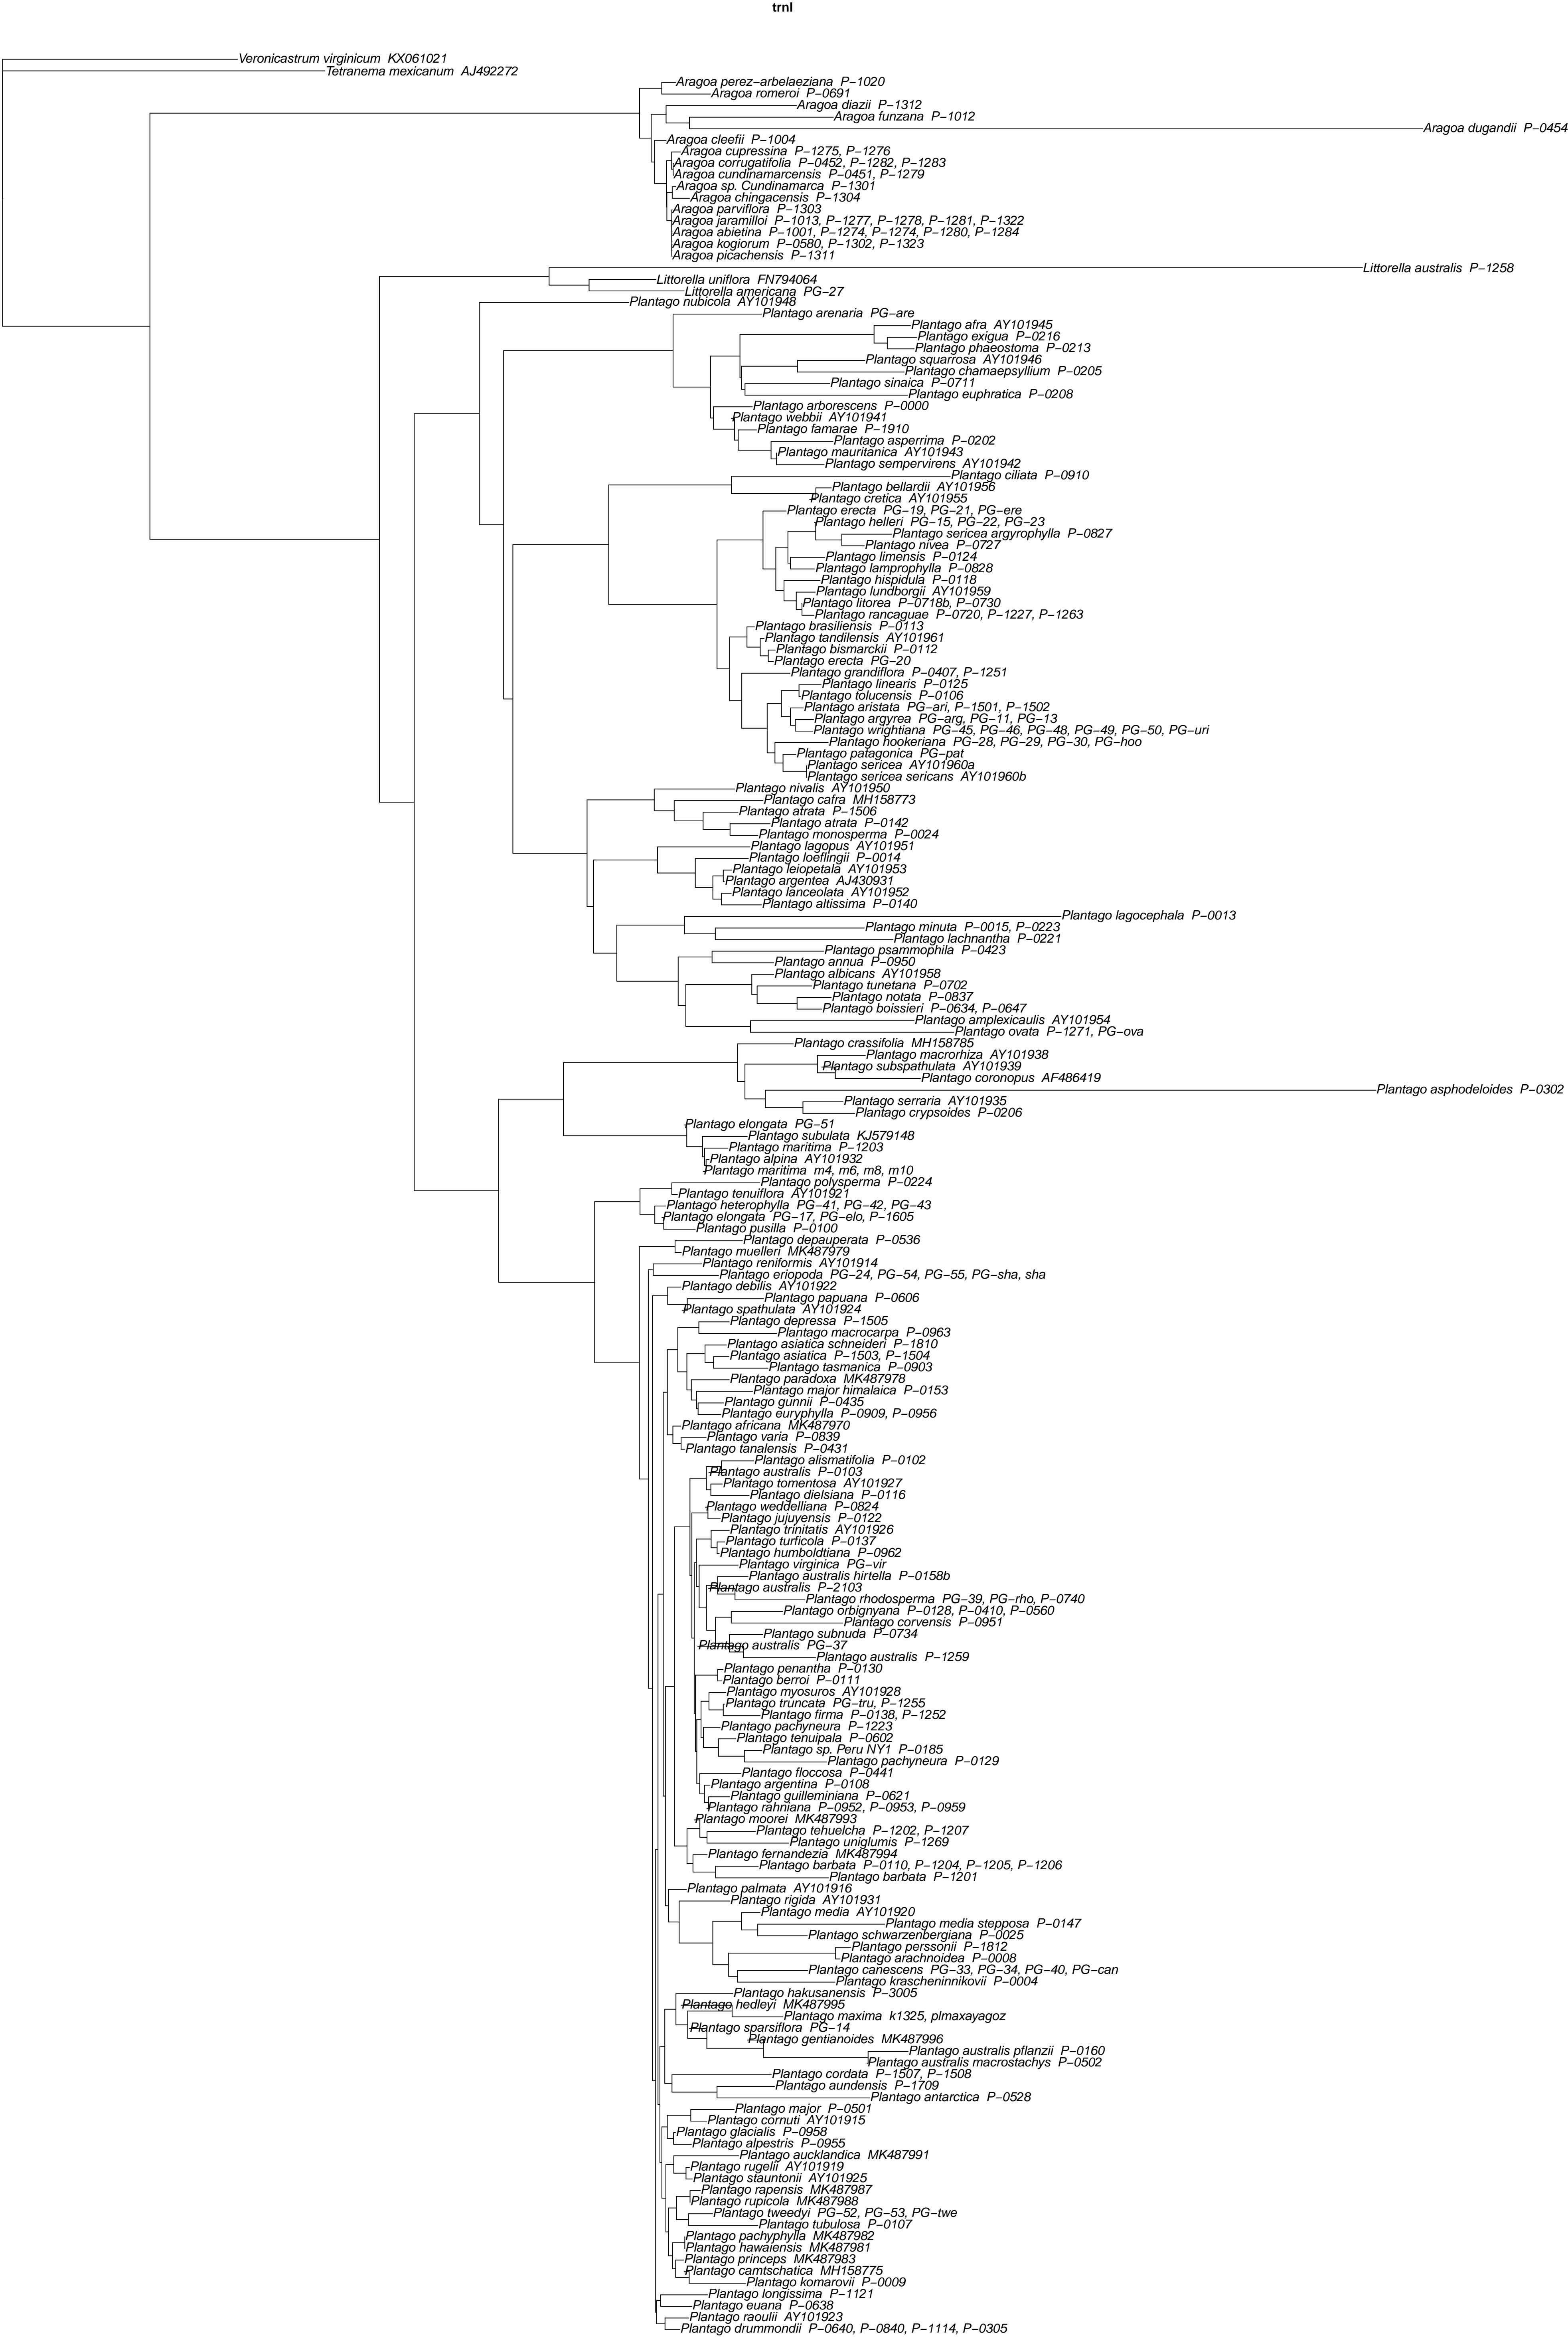 trnl
Veronicastrum virginicum KX061021
Tetranema mexicanum AJ492272
Aragoa perez−arbelaeziana P−1020
Aragoa romeroi P−0691
Aragoa diazii P−1312
Aragoa funzana P−1012
Aragoa dugandii P−0454
Aragoa cleefii P−1004
Aragoa cupressina P−1275, P−1276
Aragoa corrugatifolia P−0452, P−1282, P−1283
Aragoa cundinamarcensis P−0451, P−1279
Aragoa sp. Cundinamarca P−1301
Aragoa chingacensis P−1304
Aragoa parviflora P−1303
Aragoa jaramilloi P−1013, P−1277, P−1278, P−1281, P−1322
Aragoa abietina P−1001, P−1274, P−1274, P−1280, P−1284
Aragoa kogiorum P−0580, P−1302, P−1323
Aragoa picachensis P−1311
Littorella australis P−1258
Littorella uniflora FN794064
Littorella americana PG−27
Plantago nubicola AY101948
Plantago arenaria PG−are
Plantago afra AY101945
Plantago exigua P−0216
Plantago phaeostoma P−0213
Plantago squarrosa AY101946
Plantago chamaepsyllium P−0205
Plantago sinaica P−0711
Plantago euphratica P−0208
Plantago arborescens P−0000
Plantago webbii AY101941
Plantago famarae P−1910
Plantago asperrima P−0202
Plantago mauritanica AY101943
Plantago sempervirens AY101942
Plantago ciliata P−0910
Plantago bellardii AY101956
Plantago cretica AY101955
Plantago erecta PG−19, PG−21, PG−ere
Plantago helleri PG−15, PG−22, PG−23
Plantago sericea argyrophylla P−0827
Plantago nivea P−0727
Plantago limensis P−0124
Plantago lamprophylla P−0828
Plantago hispidula P−0118
Plantago lundborgii AY101959
Plantago litorea P−0718b, P−0730
Plantago rancaguae P−0720, P−1227, P−1263
Plantago brasiliensis P−0113
Plantago tandilensis AY101961
Plantago bismarckii P−0112
Plantago erecta PG−20
Plantago grandiflora P−0407, P−1251
Plantago linearis P−0125
Plantago tolucensis P−0106
Plantago aristata PG−ari, P−1501, P−1502
Plantago argyrea PG−arg, PG−11, PG−13
Plantago wrightiana PG−45, PG−46, PG−48, PG−49, PG−50, PG−uri
Plantago hookeriana PG−28, PG−29, PG−30, PG−hoo
Plantago patagonica PG−pat
Plantago sericea AY101960a
Plantago sericea sericans AY101960b
Plantago nivalis AY101950
Plantago cafra MH158773
Plantago atrata P−1506
Plantago atrata P−0142
Plantago monosperma P−0024
Plantago lagopus AY101951
Plantago loeflingii P−0014
Plantago leiopetala AY101953
Plantago argentea AJ430931
Plantago lanceolata AY101952
Plantago altissima P−0140
Plantago lagocephala P−0013
Plantago minuta P−0015, P−0223
Plantago lachnantha P−0221
Plantago psammophila P−0423
Plantago annua P−0950
Plantago albicans AY101958
Plantago tunetana P−0702
Plantago notata P−0837
Plantago boissieri P−0634, P−0647
Plantago amplexicaulis AY101954
Plantago ovata P−1271, PG−ova
Plantago crassifolia MH158785
Plantago macrorhiza AY101938
Plantago subspathulata AY101939
Plantago coronopus AF486419
Plantago asphodeloides P−0302
Plantago serraria AY101935
Plantago crypsoides P−0206
Plantago elongata PG−51
Plantago subulata KJ579148
Plantago maritima P−1203
Plantago alpina AY101932
Plantago maritima m4, m6, m8, m10
Plantago polysperma P−0224
Plantago tenuiflora AY101921
Plantago heterophylla PG−41, PG−42, PG−43
Plantago elongata PG−17, PG−elo, P−1605
Plantago pusilla P−0100
Plantago depauperata P−0536
Plantago muelleri MK487979
Plantago reniformis AY101914
Plantago eriopoda PG−24, PG−54, PG−55, PG−sha, sha
Plantago debilis AY101922
Plantago papuana P−0606
Plantago spathulata AY101924
Plantago depressa P−1505
Plantago macrocarpa P−0963
Plantago asiatica schneideri P−1810
Plantago asiatica P−1503, P−1504
Plantago tasmanica P−0903
Plantago paradoxa MK487978
Plantago major himalaica P−0153
Plantago gunnii P−0435
Plantago euryphylla P−0909, P−0956
Plantago africana MK487970
Plantago varia P−0839
Plantago tanalensis P−0431
Plantago alismatifolia P−0102
Plantago australis P−0103
Plantago tomentosa AY101927
Plantago dielsiana P−0116
Plantago weddelliana P−0824
Plantago jujuyensis P−0122
Plantago trinitatis AY101926
Plantago turficola P−0137
Plantago humboldtiana P−0962
Plantago virginica PG−vir
Plantago australis hirtella P−0158b
Plantago australis P−2103
Plantago rhodosperma PG−39, PG−rho, P−0740
Plantago orbignyana P−0128, P−0410, P−0560
Plantago corvensis P−0951
Plantago subnuda P−0734
Plantago australis PG−37
Plantago australis P−1259
Plantago penantha P−0130
Plantago berroi P−0111
Plantago myosuros AY101928
Plantago truncata PG−tru, P−1255
Plantago firma P−0138, P−1252
Plantago pachyneura P−1223
Plantago tenuipala P−0602
Plantago sp. Peru NY1 P−0185
Plantago pachyneura P−0129
Plantago floccosa P−0441
Plantago argentina P−0108
Plantago guilleminiana P−0621
Plantago rahniana P−0952, P−0953, P−0959
Plantago moorei MK487993
Plantago tehuelcha P−1202, P−1207
Plantago uniglumis P−1269
Plantago fernandezia MK487994
Plantago barbata P−0110, P−1204, P−1205, P−1206
Plantago barbata P−1201
Plantago palmata AY101916
Plantago rigida AY101931
Plantago media AY101920
Plantago media stepposa P−0147
Plantago schwarzenbergiana P−0025
Plantago perssonii P−1812
Plantago arachnoidea P−0008
Plantago canescens PG−33, PG−34, PG−40, PG−can
Plantago krascheninnikovii P−0004
Plantago hakusanensis P−3005
Plantago hedleyi MK487995
Plantago maxima k1325, plmaxayagoz
Plantago sparsiflora PG−14
Plantago gentianoides MK487996
Plantago australis pflanzii P−0160
Plantago australis macrostachys P−0502
Plantago cordata P−1507, P−1508
Plantago aundensis P−1709
Plantago antarctica P−0528
Plantago major P−0501
Plantago cornuti AY101915
Plantago glacialis P−0958
Plantago alpestris P−0955
Plantago aucklandica MK487991
Plantago rugelii AY101919
Plantago stauntonii AY101925
Plantago rapensis MK487987
Plantago rupicola MK487988
Plantago tweedyi PG−52, PG−53, PG−twe
Plantago tubulosa P−0107
Plantago pachyphylla MK487982
Plantago hawaiensis MK487981
Plantago princeps MK487983
Plantago camtschatica MH158775
Plantago komarovii P−0009
Plantago longissima P−1121
Plantago euana P−0638
Plantago raoulii AY101923
Plantago drummondii P−0640, P−0840, P−1114, P−0305